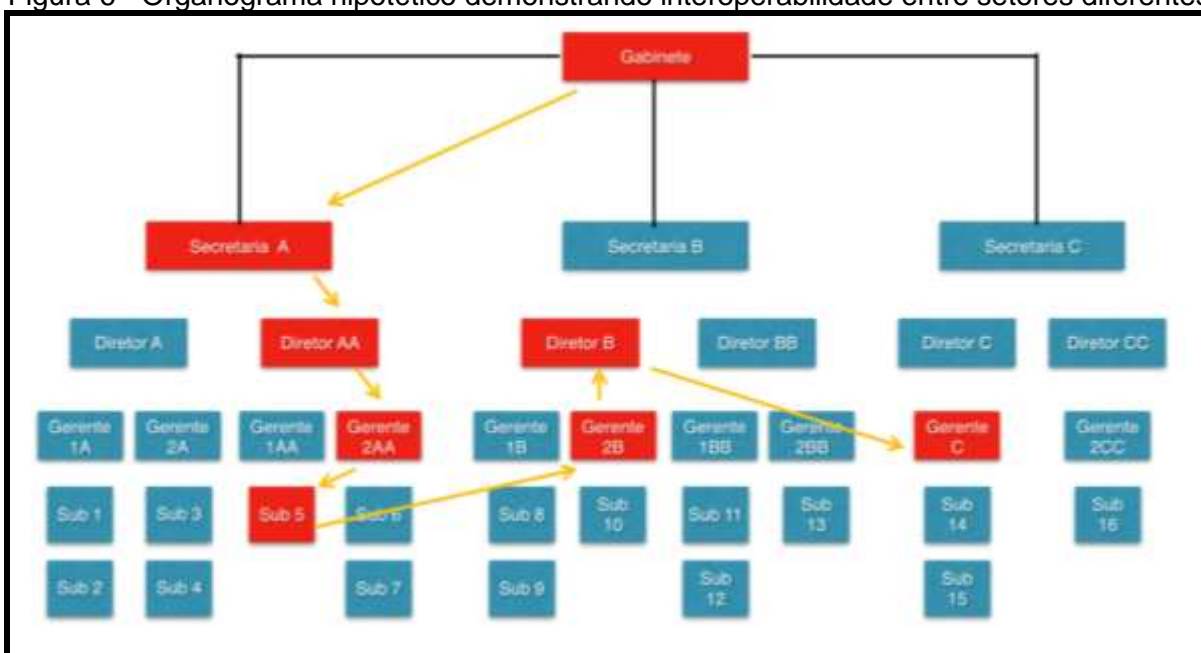 Figura 6 - Organograma hipotético demonstrando interoperabilidade entre setores diferentes
Gabinete
Secretaria A
Secretaria B
Secretaria C
Diretor A
Diretor AA
Diretor B
Diretor BB
Diretor C
Diretor CC
Gerente
1A
Gerente
2A
Gerente
1AA
Gerente
2AA
Gerente
1B
Gerente
2B
Gerente
1BB
Gerente
2BB
Gerente
C
Gerente
2CC
Sub 1
Sub 3
Sub 5
Sub 6
Sub 8
Sub
10
Sub 11
Sub
13
Sub
14
Sub
16
Sub 2
Sub 4
Sub 7
Sub 9
Sub
12
Sub
15